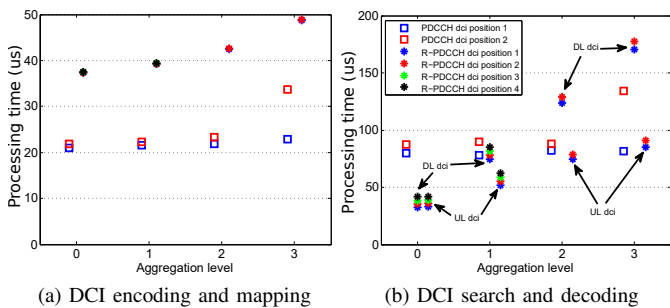 Processing time (us)
50
40
30
20
10
0
0 1 2 3
Aggregation level
(a) DCI encoding and mapping
Processing time (us)
200
150
100
50
0
PDCCH dci position 1
PDCCH dci position 2
R-PDCCH dci position 1
R-PDCCH dci position 2
R-PDCCH dci position 3
R-PDCCH dci position 4
DL dci
DL dci
UL dci
UL dci
0 1 2 3
Aggregation level
(b) DCI search and decoding